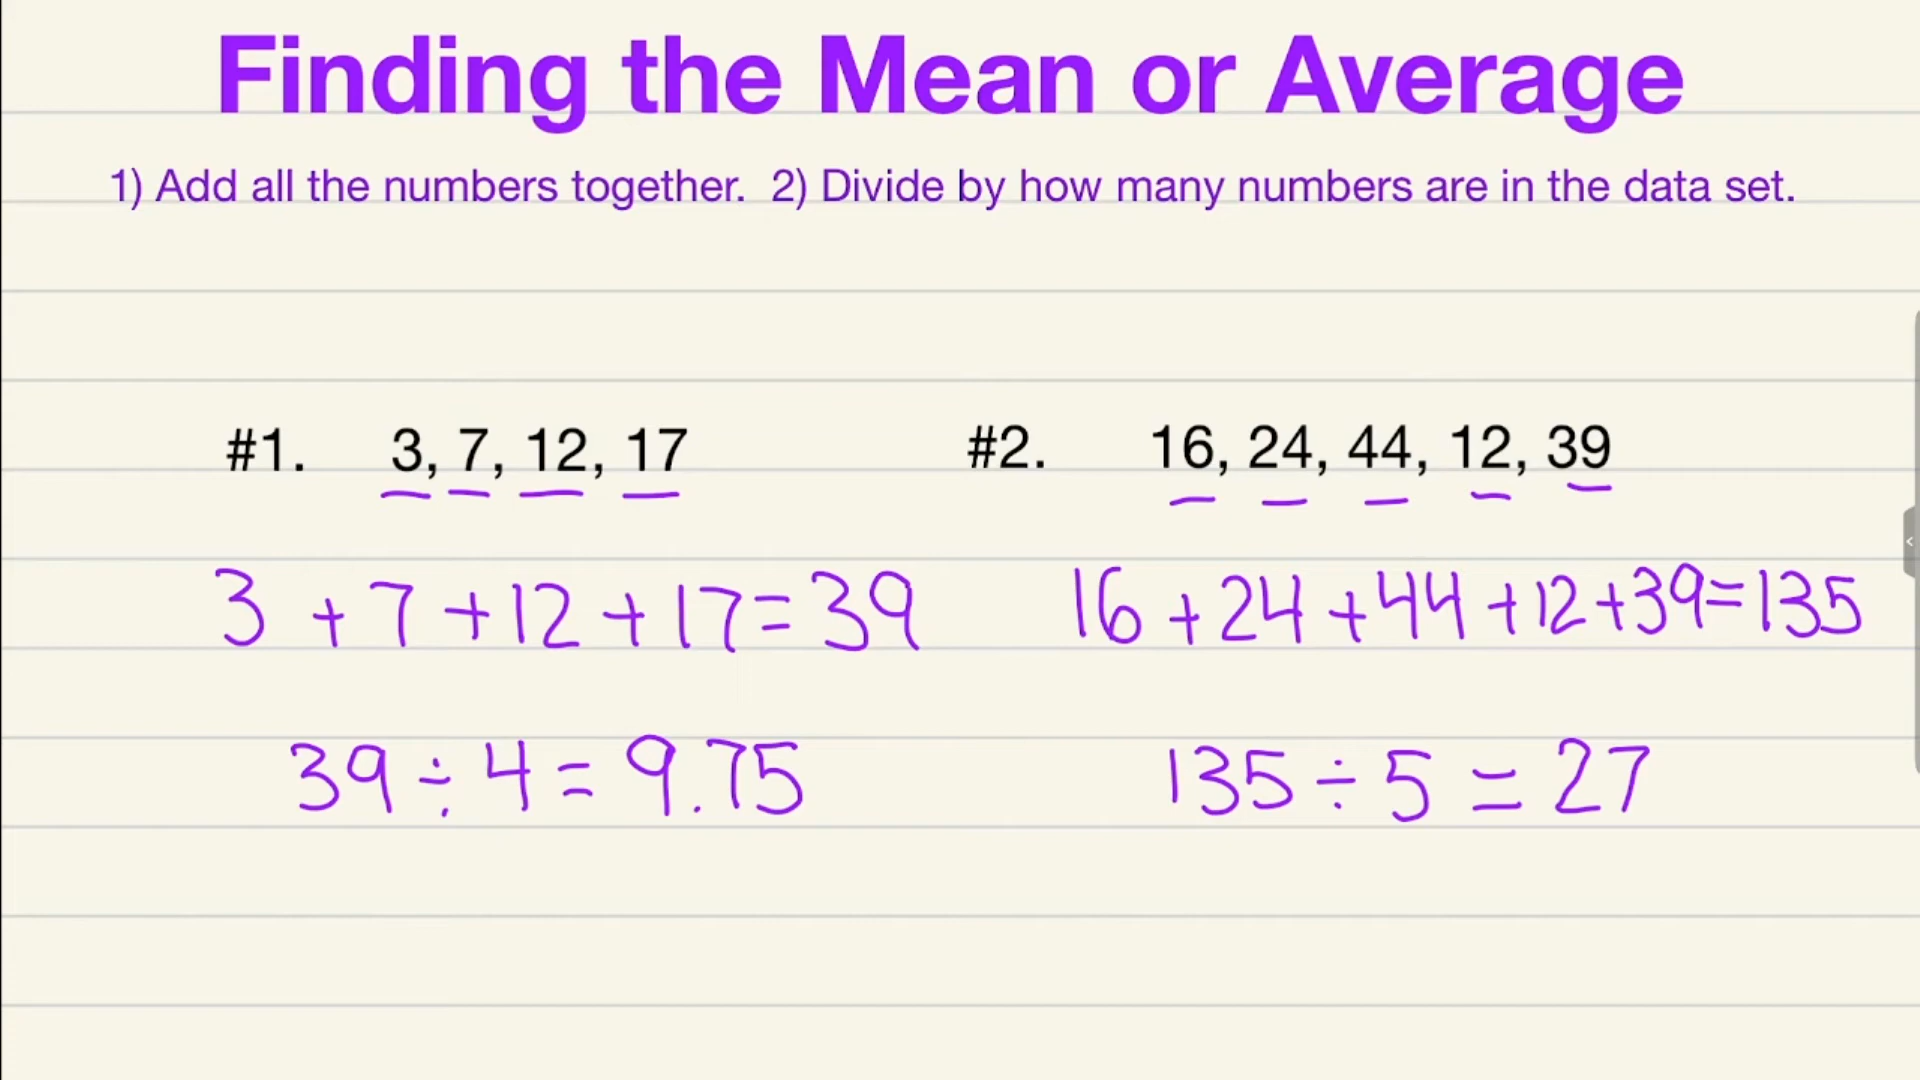 Finding the Mean or Average
1) Add all the numbers together. 2) Divide by how many numbers are in the data set.
#1. 3, 7, 12, 17
3 + 7 + 12 + 17 = 39
39 ÷ 4 = 9.75
#2. 16, 24, 44, 12, 39
16 + 24 + 44 + 12 + 39 = 135
135 ÷ 5 = 27